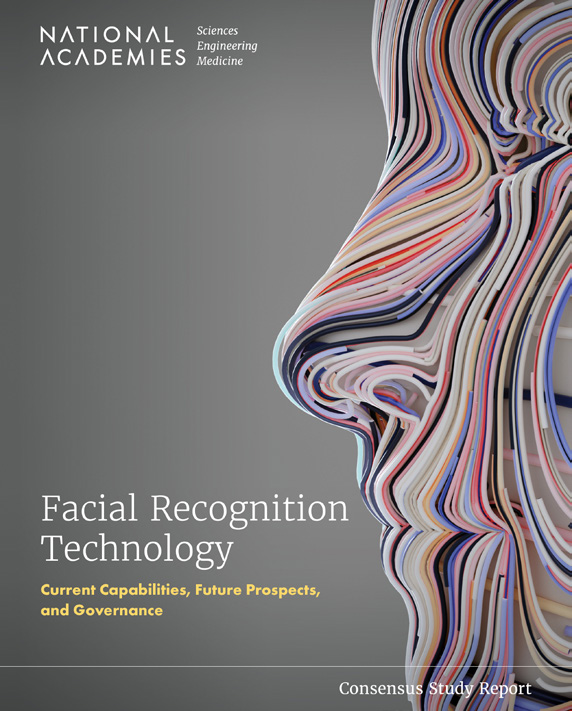 NATIONAL
ACADEMIES
Sciences
Engineering
Medicine
Facial Recognition
Technology
Current Capabilities, Future Prospects,
and Governance
Consensus Study Report